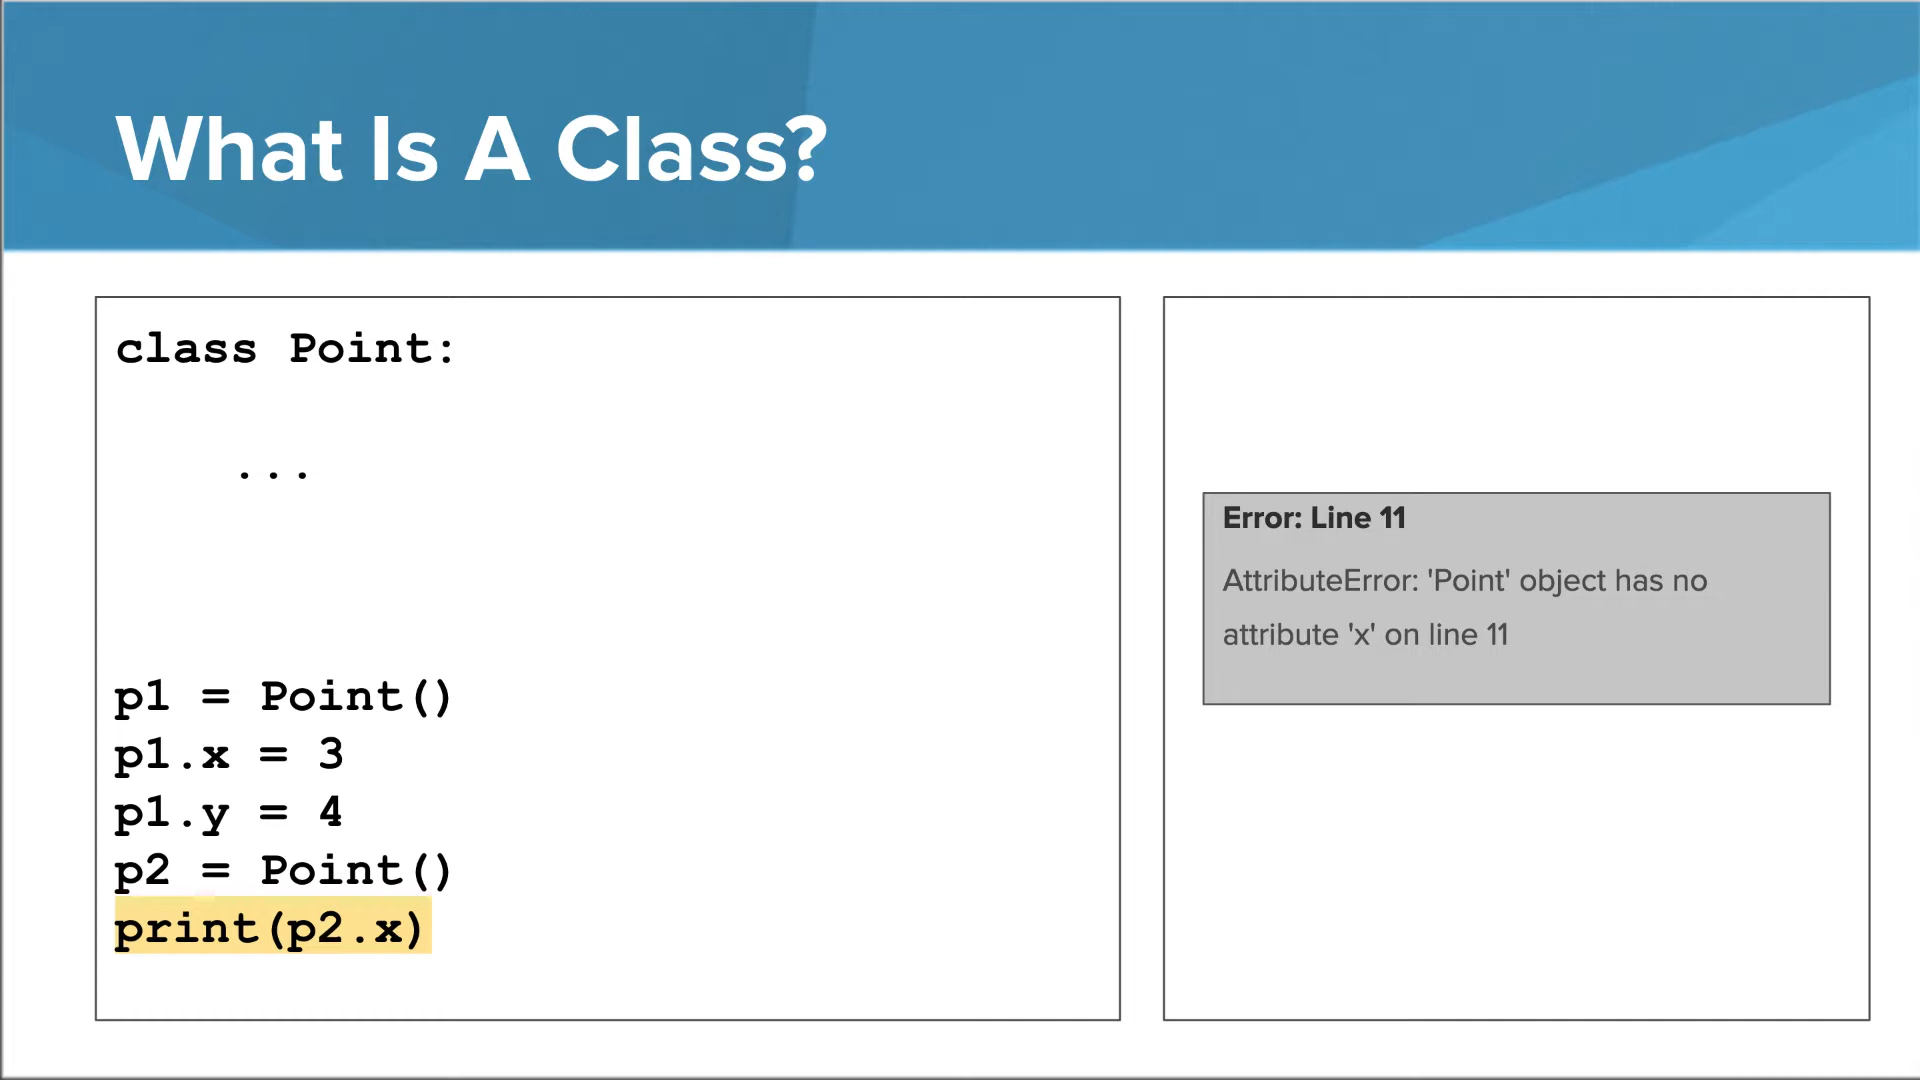 What Is A Class?
class Point:
...
p1 = Point()
p1.x = 3
p1.y = 4
p2 = Point()
print(p2.x)
Error: Line 11
AttributeError: 'Point' object has no
attribute 'x' on line 11